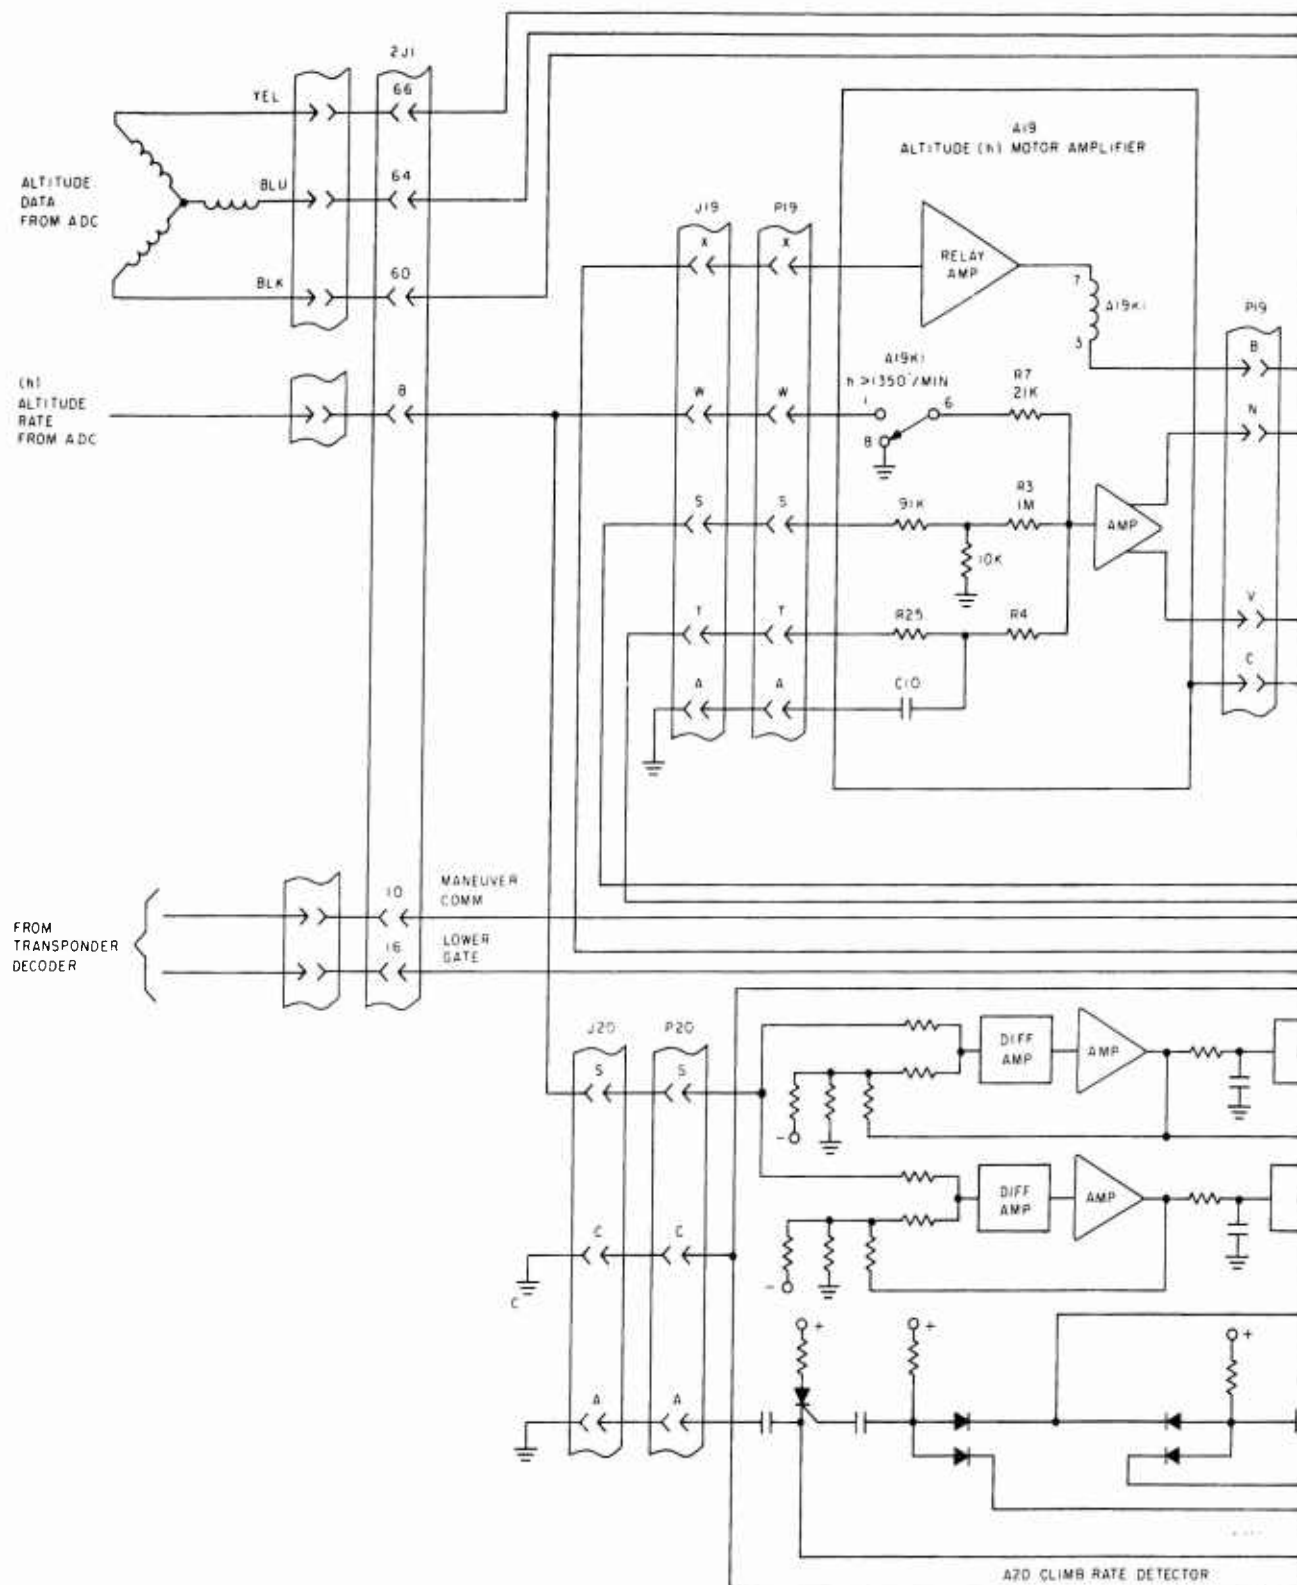 2J1
YEL
66
BLU
64
BLK
60
ALTITUDE
DATA
FROM ADC
(h)
ALTITUDE
RATE
FROM ADC
8
A19
ALTITUDE (h) MOTOR AMPLIFIER
J19
P19
X
X
RELAY
AMP
7
A19K1
3
P19
B
A19K1
h >1350'/MIN
R7
21K
W
W
1
6
8
N
S
S
91K
R3
1M
10K
AMP
T
T
R25
R4
V
A
A
C10
C
FROM
TRANSPONDER
DECODER
10
MANEUVER
COMM
16
LOWER
GATE
J20
P20
S
S
DIFF
AMP
AMP
-
DIFF
AMP
AMP
-
C
C
C
+
+
+
A
A
A20 CLIMB RATE DETECTOR